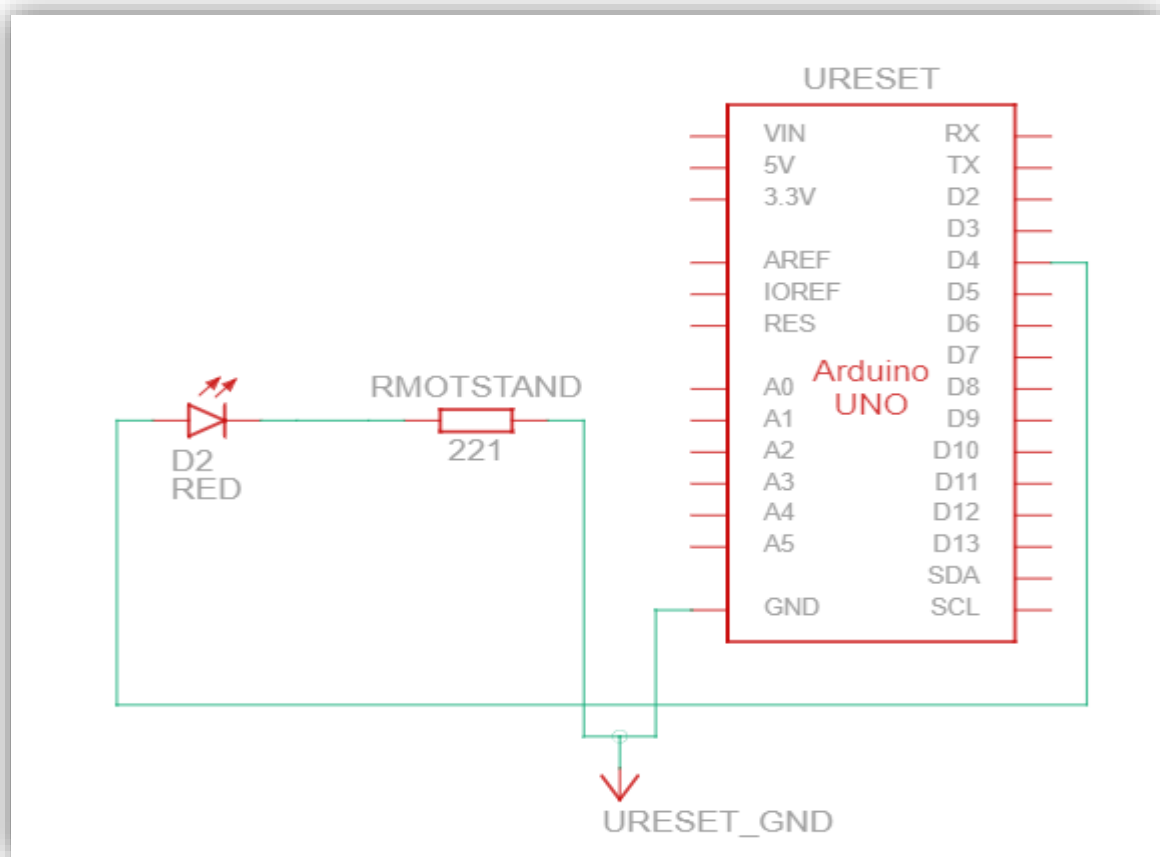 URESET
VIN RX
5V TX
3.3V D2
D3
AREF D4
IOREF D5
RES D6
D7
A0 Arduino D8
A1 UNO D9
A2 D10
A3 D11
A4 D12
A5 D13
SDA
GND SCL
RMOTSTAND
221
D2
RED
URESET_GND